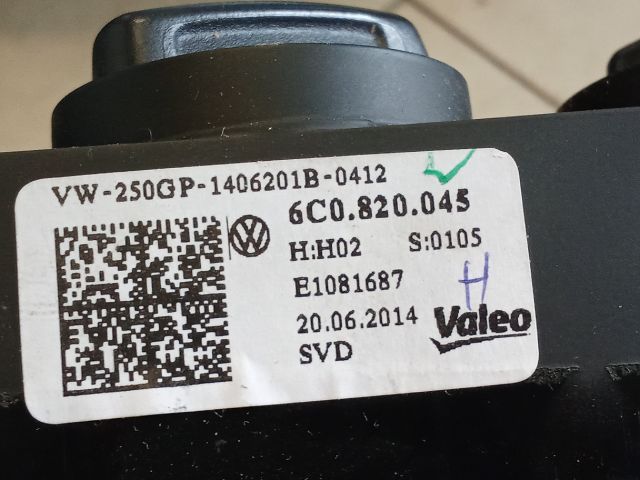 VW-250GP-1406201B-0412
6C0.820.045
H:H02 S:0105
E1081687
H
20.06.2014
Valeo
SVD